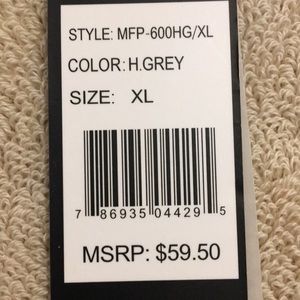 STYLE: MFP-600HG/XL
COLOR: H.GREY
SIZE: XL
7 86935 04429 5
MSRP: $59.50